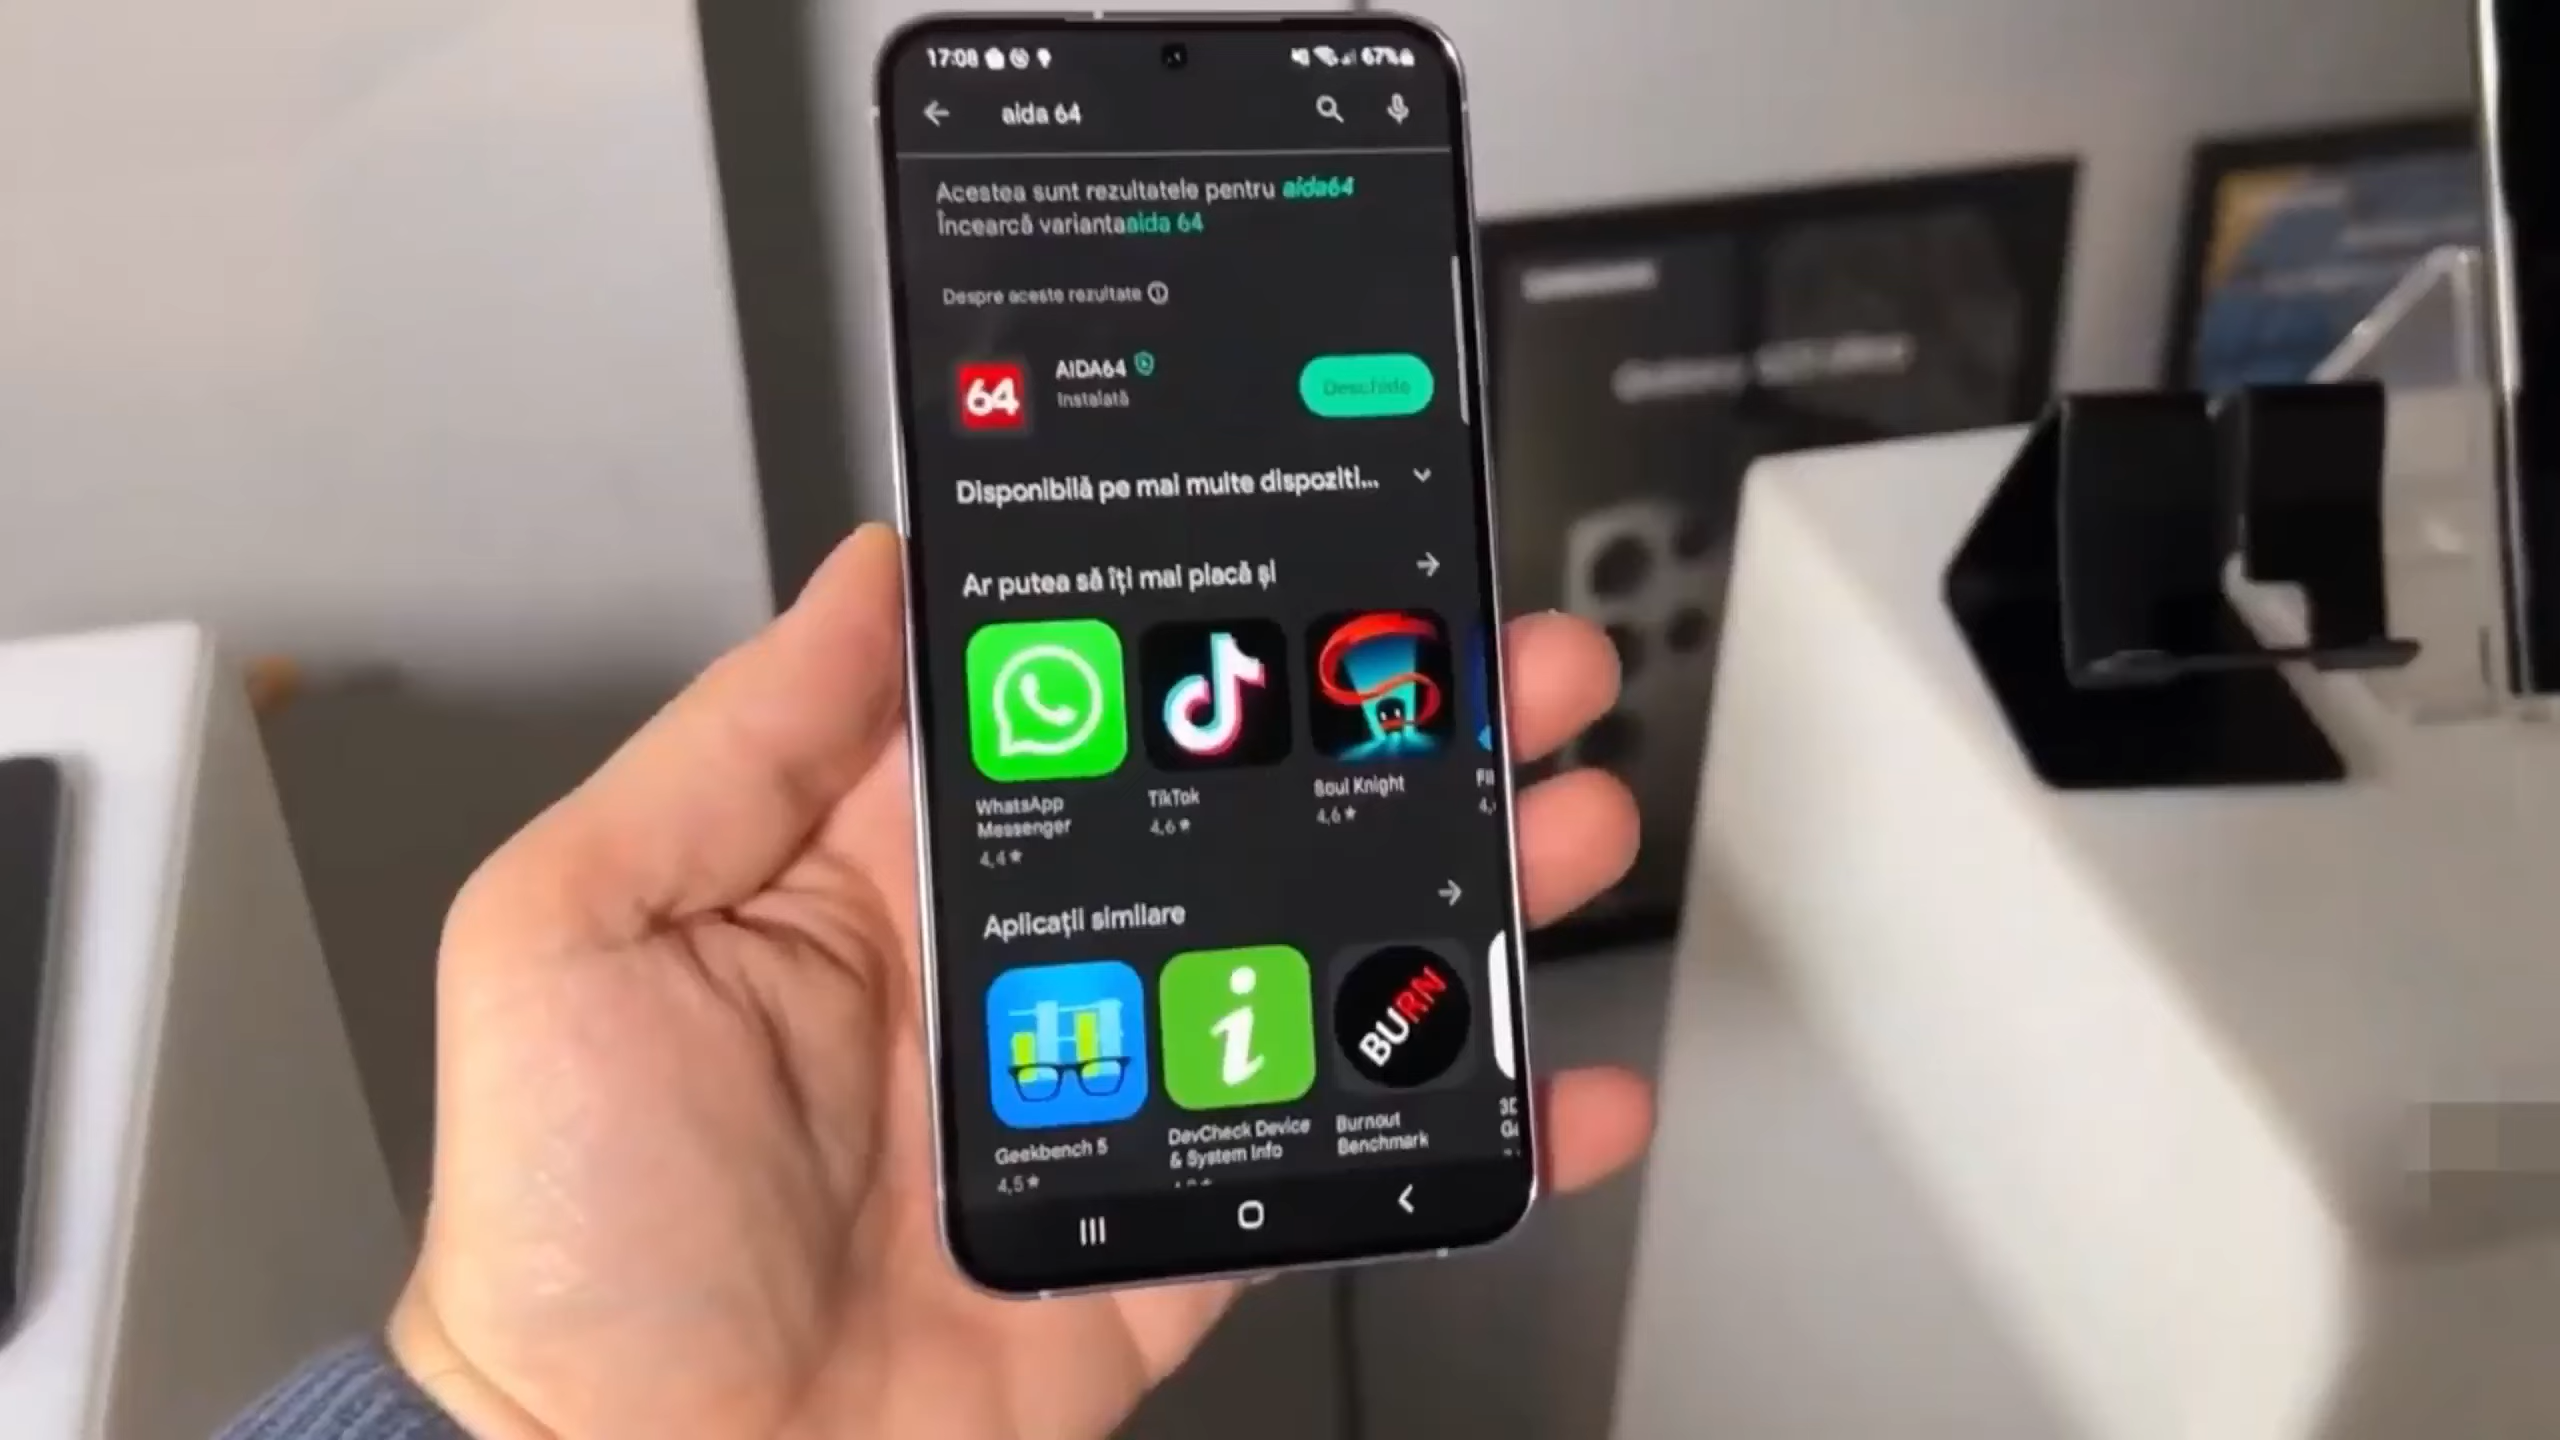 17:08
67%
aida 64
Acestea sunt rezultatele pentru aida64
Încearcă variantaaida 64
Despre aceste rezultate
64
AIDA64
Instalată
Deschide
Disponibilă pe mai multe dispoziti...
Ar putea să îți mai placă și
WhatsApp
Messenger
4,4★
TikTok
4,6★
Soul Knight
4,6★
4,
Aplicații similare
BURN
Geekbench 5
4,5★
DevCheck Device
& System Info
Burnout
Benchmark
3D